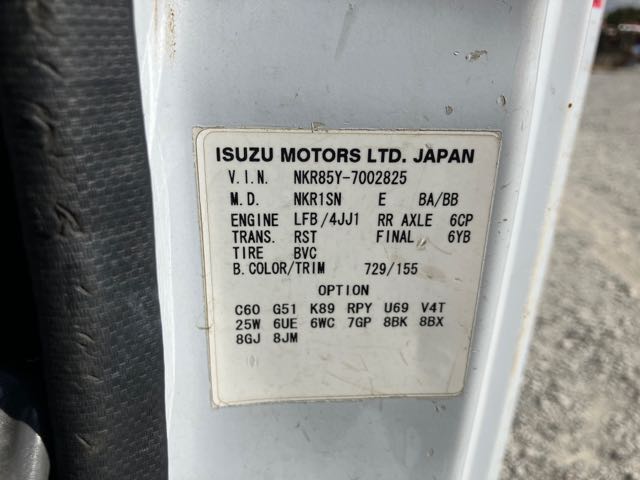 ISUZU MOTORS LTD. JAPAN
V.I.N. NKR85Y-7002825
M.D. NKR1SN E BA/BB
ENGINE LFB/4JJ1 RR AXLE 6CP
TRANS. RST FINAL 6YB
TIRE BVC
B.COLOR/TRIM 729/155
OPTION
C60 G51 K89 RPY U69 V4T
25W 6UE 6WC 7GP 8BK 8BX
8GJ 8JM